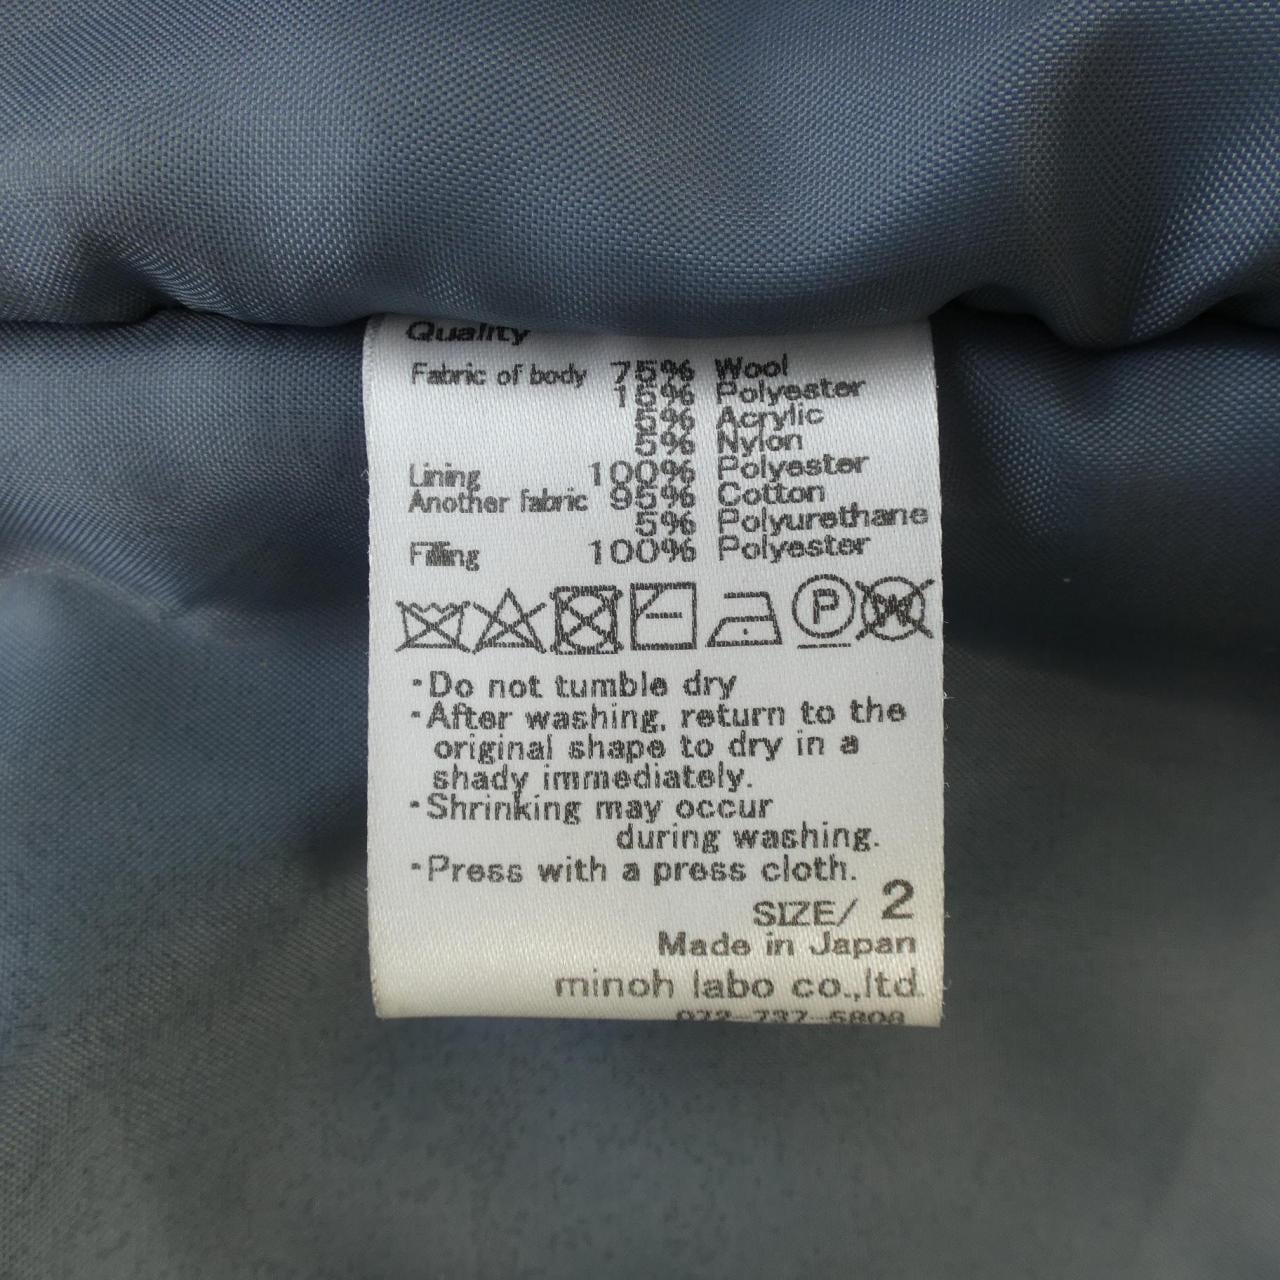 Quality
Fabric of body 75% Wool
15% Polyester
5% Acrylic
5% Nylon
Lining 100% Polyester
Another fabric 95% Cotton
5% Polyurethane
Filling 100% Polyester
P W
·Do not tumble dry
·After washing, return to the
original shape to dry in a
shady immediately.
·Shrinking may occur
during washing.
·Press with a press cloth.
SIZE/ 2
Made in Japan
minoh labo co.,ltd.
072-737-5808